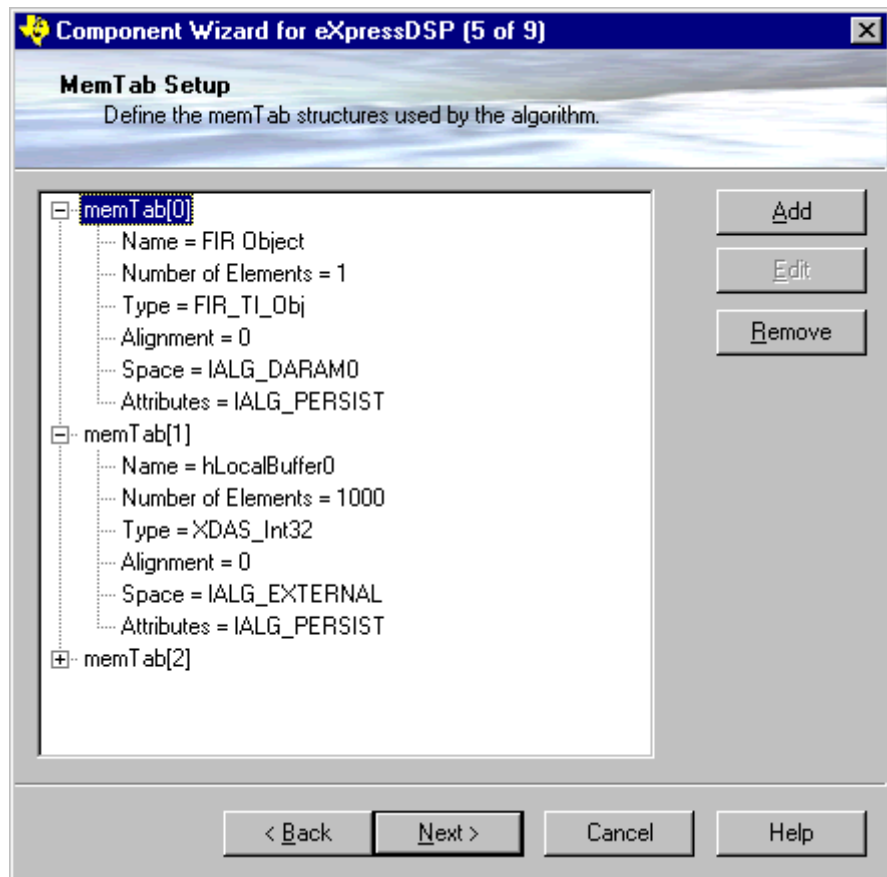 Component Wizard for eXpressDSP (5 of 9)
MemTab Setup
Define the memTab structures used by the algorithm.
memTab[0]
Name = FIR Object
Number of Elements = 1
Type = FIR_TI_Obj
Alignment = 0
Space = IALG_DARAM0
Attributes = IALG_PERSIST
memTab[1]
Name = hLocalBuffer0
Number of Elements = 1000
Type = XDAS_Int32
Alignment = 0
Space = IALG_EXTERNAL
Attributes = IALG_PERSIST
memTab[2]
Add
Edit
Remove
< Back
Next >
Cancel
Help